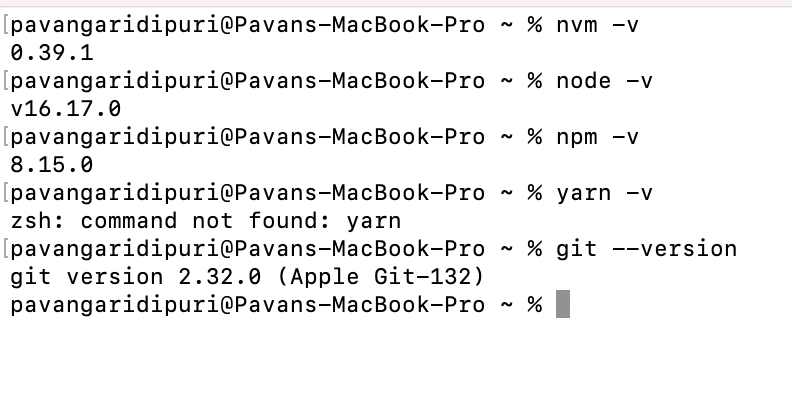 [pavangaridipuri@Pavans-MacBook-Pro ~ % nvm -v
0.39.1
[pavangaridipuri@Pavans-MacBook-Pro ~ % node -v
v16.17.0
[pavangaridipuri@Pavans-MacBook-Pro ~ % npm -v
8.15.0
[pavangaridipuri@Pavans-MacBook-Pro ~ % yarn -v
zsh: command not found: yarn
[pavangaridipuri@Pavans-MacBook-Pro ~ % git --version
git version 2.32.0 (Apple Git-132)
pavangaridipuri@Pavans-MacBook-Pro ~ %